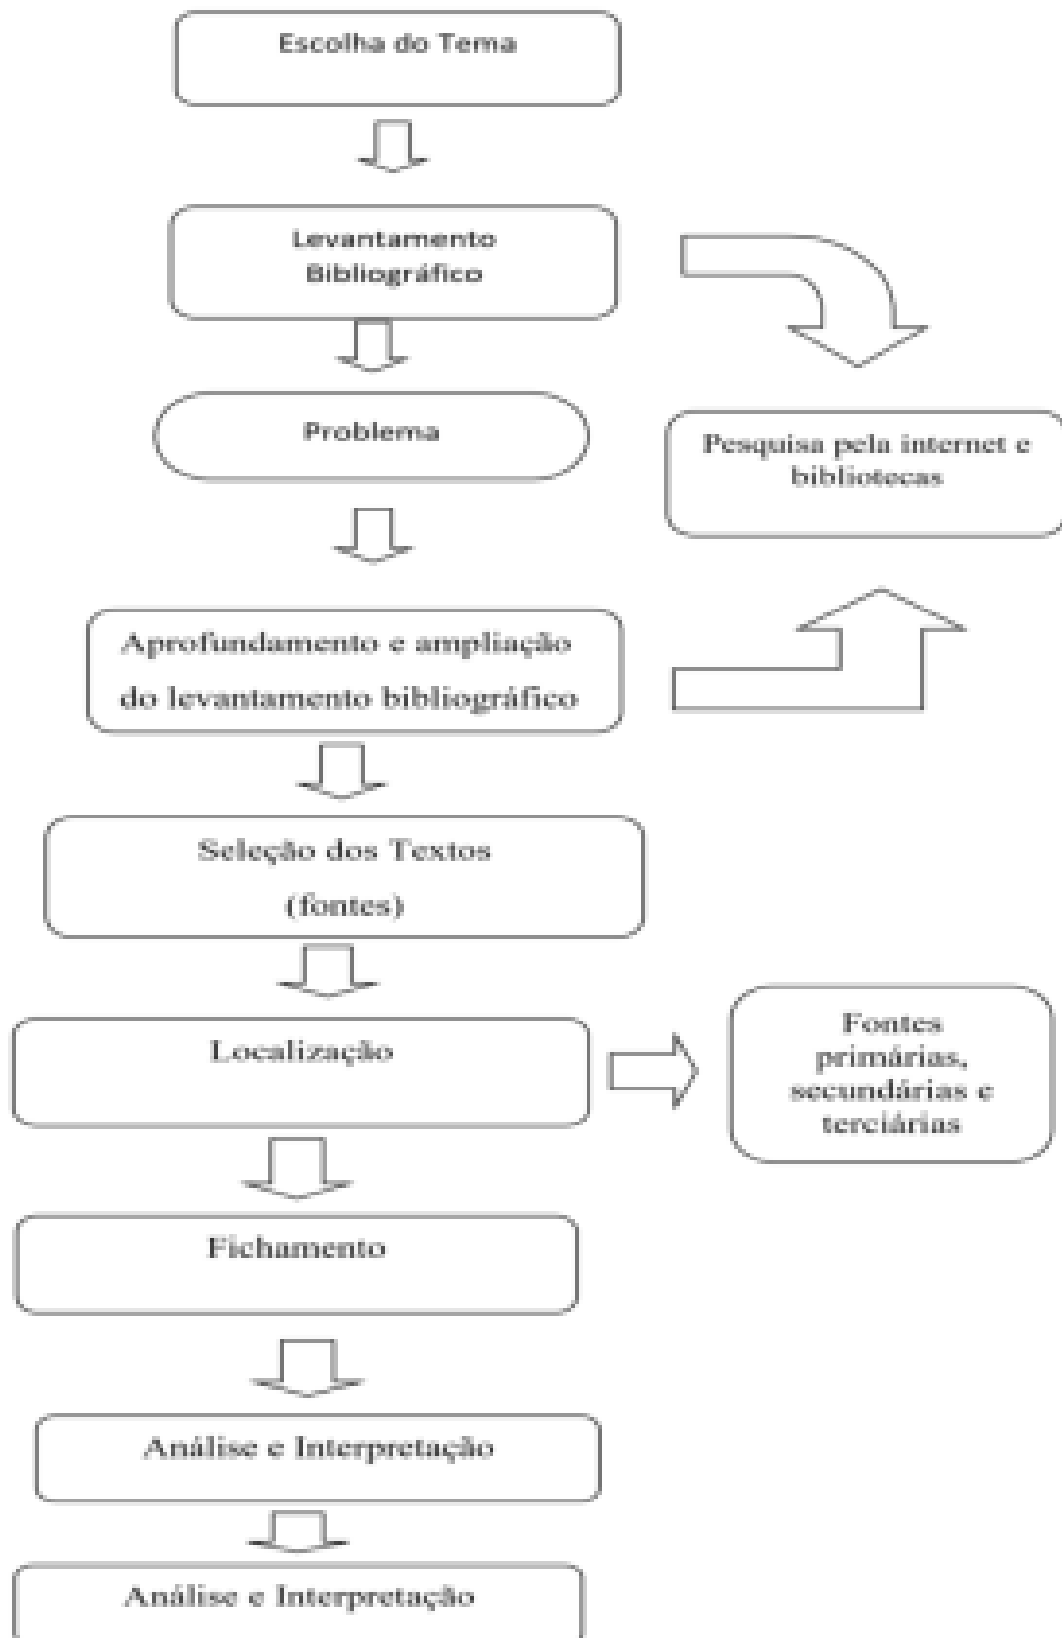 Escolha do Tema
Levantamento
Bibliográfico
Problema
Pesquisa pela internet e
bibliotecas
Aprofundamento e ampliação
do levantamento bibliográfico
Seleção dos Textos
(fontes)
Localização
Fontes
primárias,
secundárias e
terciárias
Fichamento
Análise e Interpretação
Análise e Interpretação